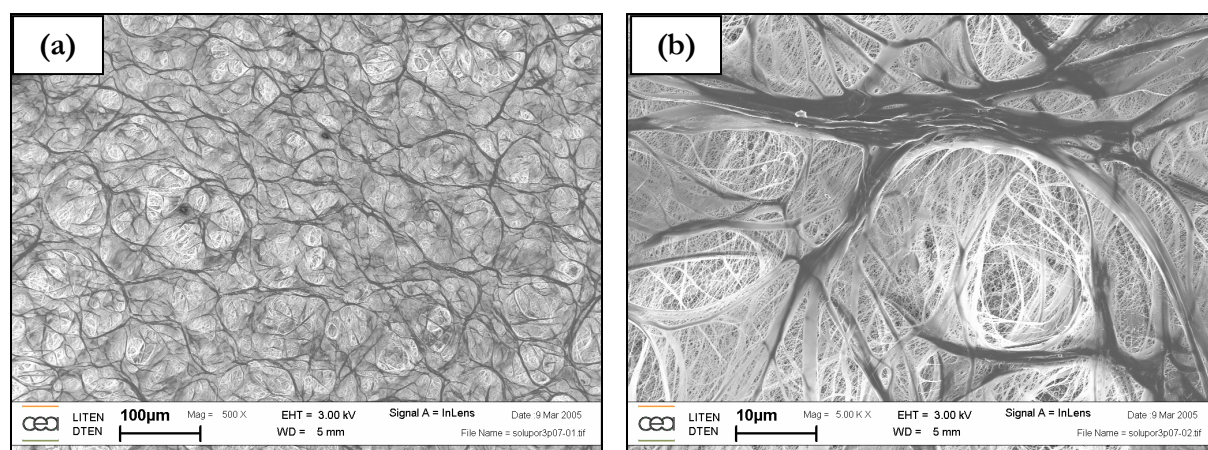 (a)
cea
LITEN
DTEN
100µm
Mag = 500 X
EHT = 3.00 kV
WD = 5 mm
Signal A = InLens
Date :9 Mar 2005
File Name = solupor3p07-01.tif
(b)
cea
LITEN
DTEN
10µm
Mag = 5.00 K X
EHT = 3.00 kV
WD = 5 mm
Signal A = InLens
Date :9 Mar 2005
File Name = solupor3p07-02.tif